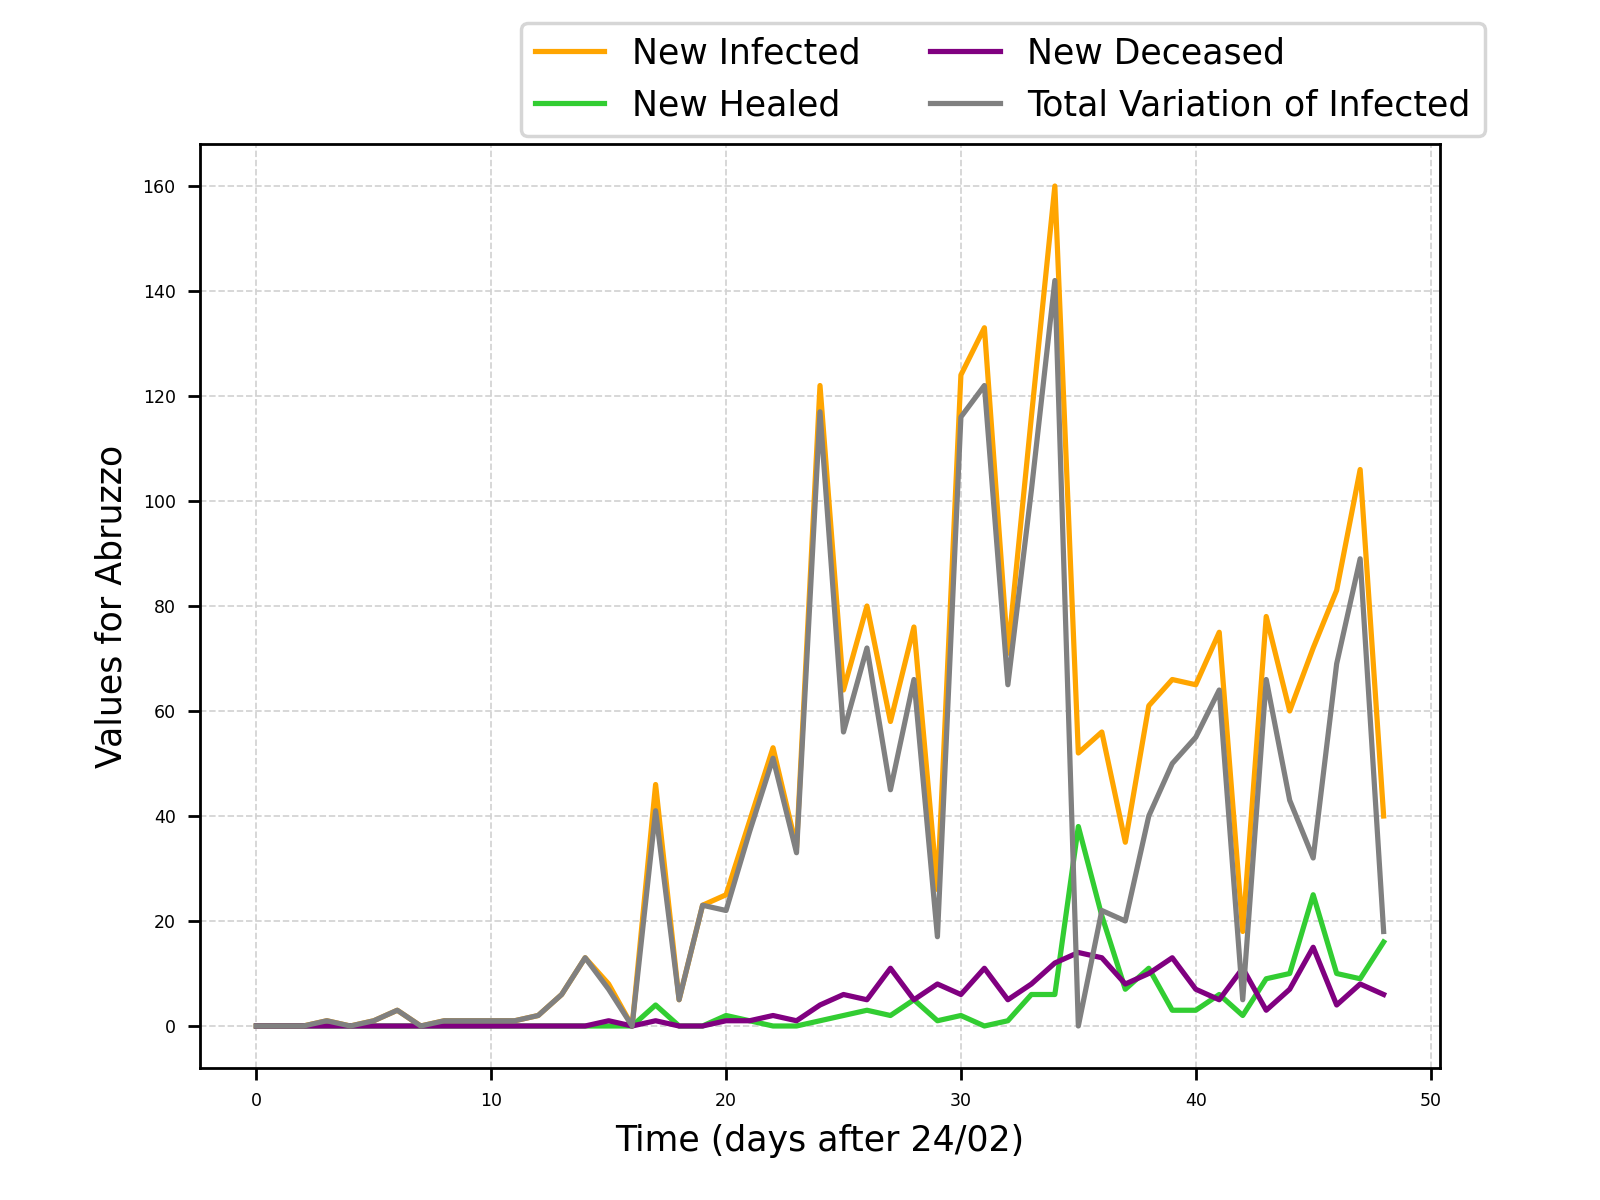 New Infected
New Healed
New Deceased
Total Variation of Infected
160
140
120
100
80
60
40
20
0
Values for Abruzzo
0 10 20 30 40 50
Time (days after 24/02)